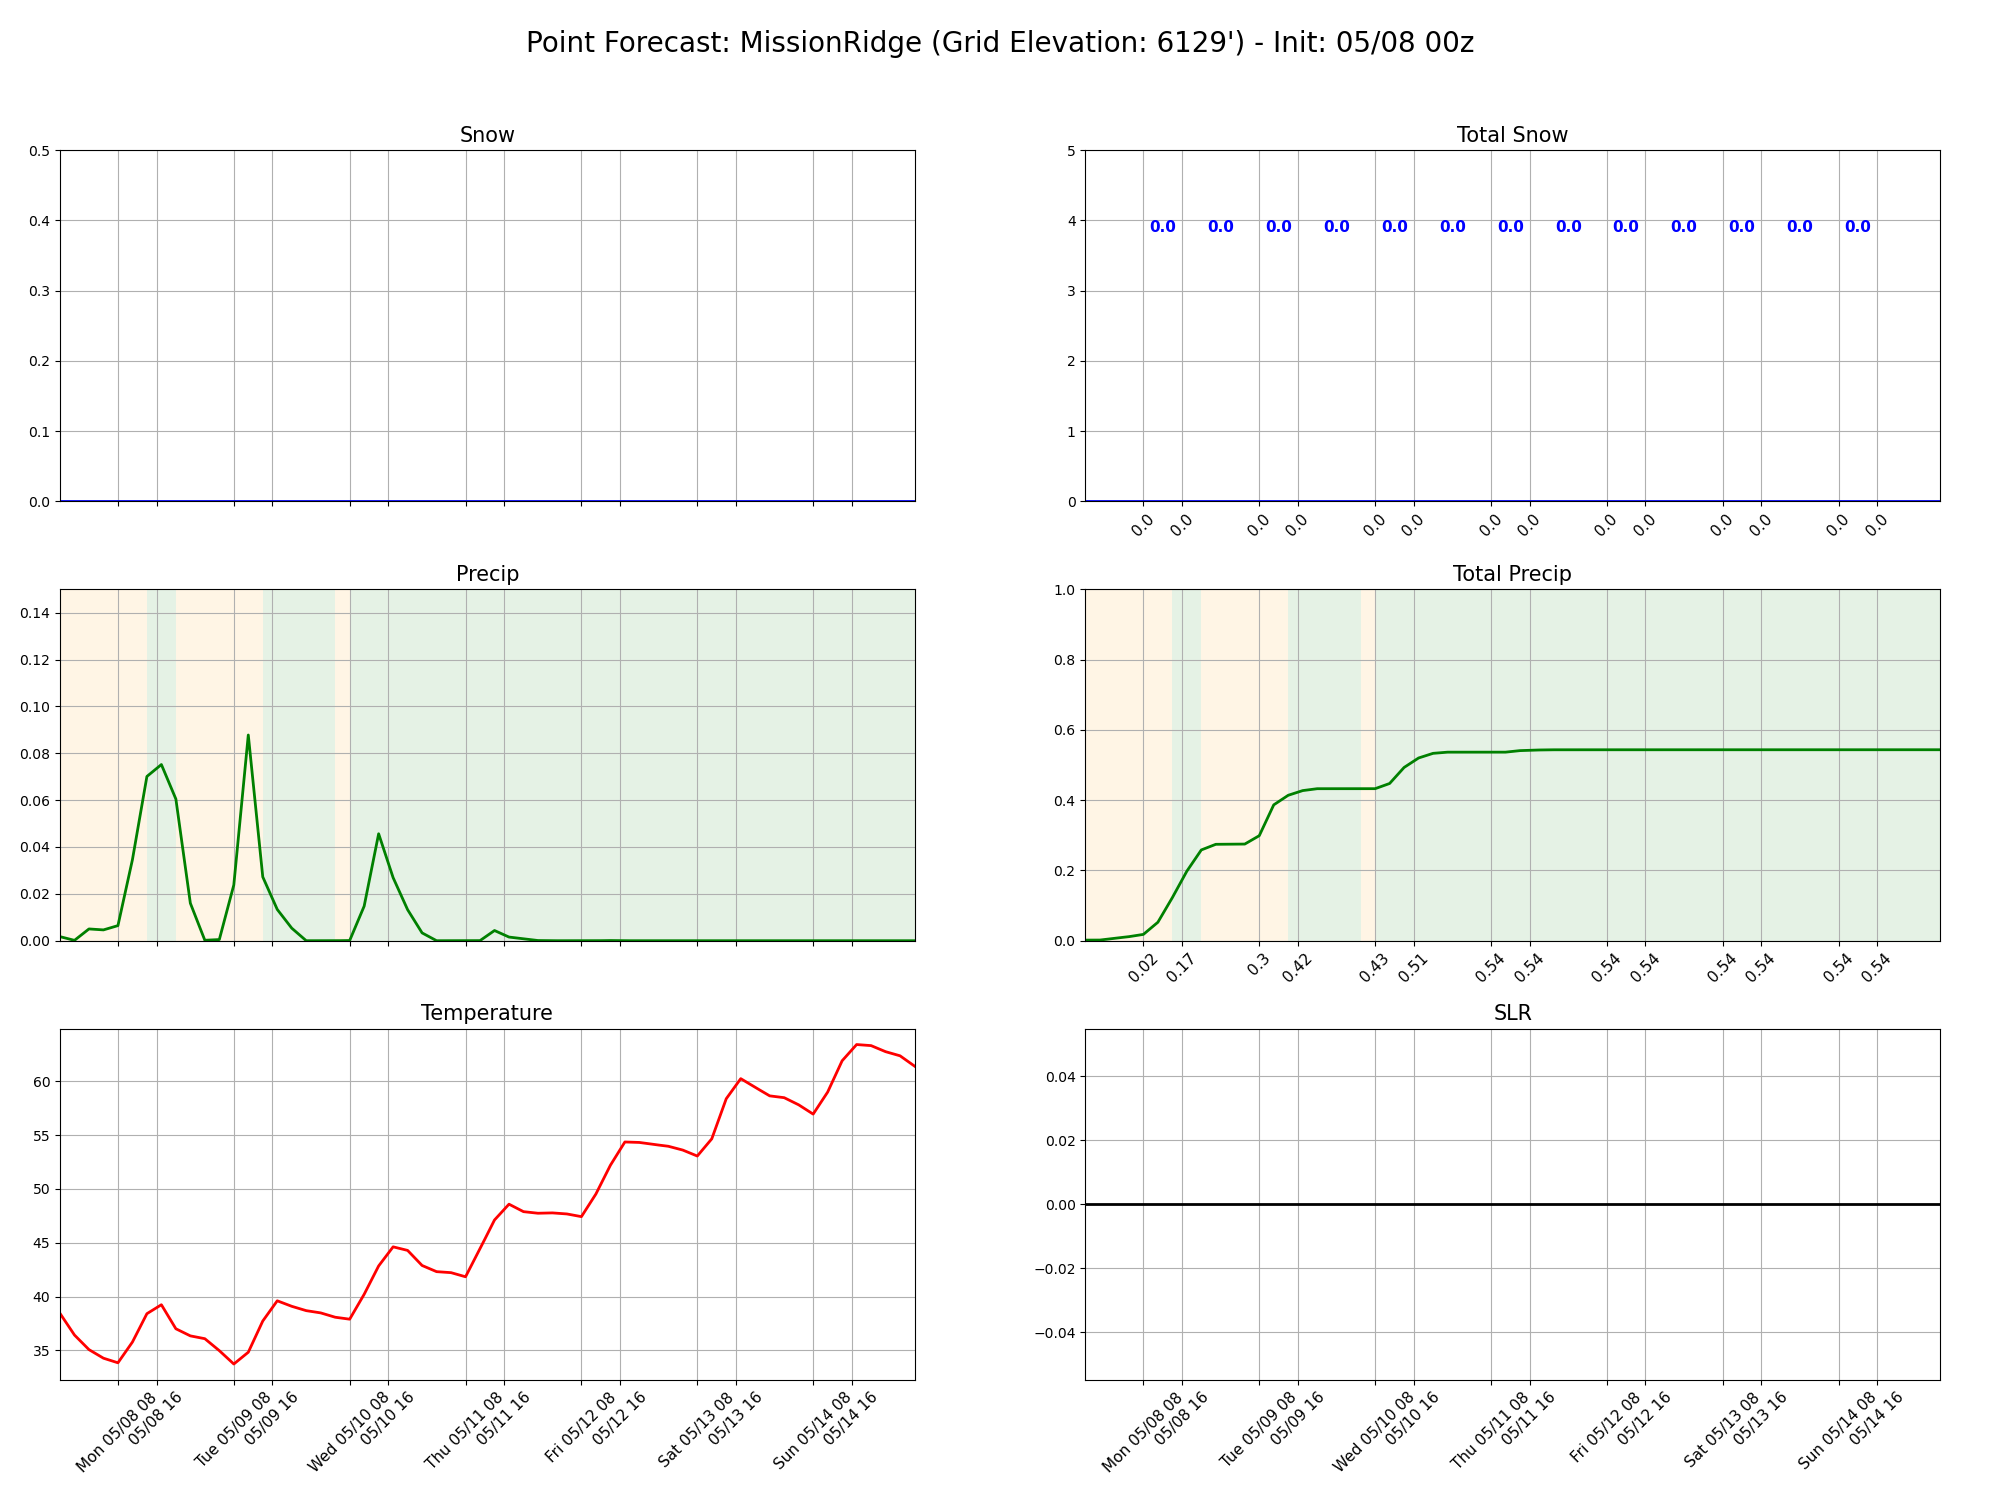 Point Forecast: MissionRidge (Grid Elevation: 6129') - Init: 05/08 00z
Snow
0.5
0.4
0.3
0.2
0.1
0.0
Total Snow
5
4
3
2
1
0
0.0 0.0 0.0 0.0 0.0 0.0 0.0 0.0 0.0 0.0 0.0 0.0 0.0
0.0 0.0 0.0 0.0 0.0 0.0 0.0 0.0 0.0 0.0 0.0 0.0 0.0 0.0
Precip
0.14
0.12
0.10
0.08
0.06
0.04
0.02
0.00
Total Precip
1.0
0.8
0.6
0.4
0.2
0.0
0.02 0.17 0.3 0.42 0.43 0.51 0.54 0.54 0.54 0.54 0.54 0.54 0.54 0.54
Temperature
60
55
50
45
40
35
Mon 05/08 08
05/08 16
Tue 05/09 08
05/09 16
Wed 05/10 08
05/10 16
Thu 05/11 08
05/11 16
Fri 05/12 08
05/12 16
Sat 05/13 08
05/13 16
Sun 05/14 08
05/14 16
SLR
0.04
0.02
0.00
−0.02
−0.04
Mon 05/08 08
05/08 16
Tue 05/09 08
05/09 16
Wed 05/10 08
05/10 16
Thu 05/11 08
05/11 16
Fri 05/12 08
05/12 16
Sat 05/13 08
05/13 16
Sun 05/14 08
05/14 16